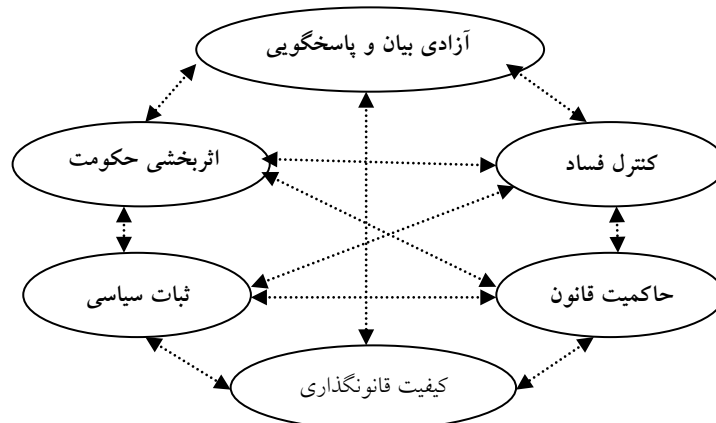 آزادی بیان و پاسخگویی
کنترل فساد
اثربخشی حکومت
حاکمیت قانون
ثبات سیاسی
کیفیت قانونگذاری